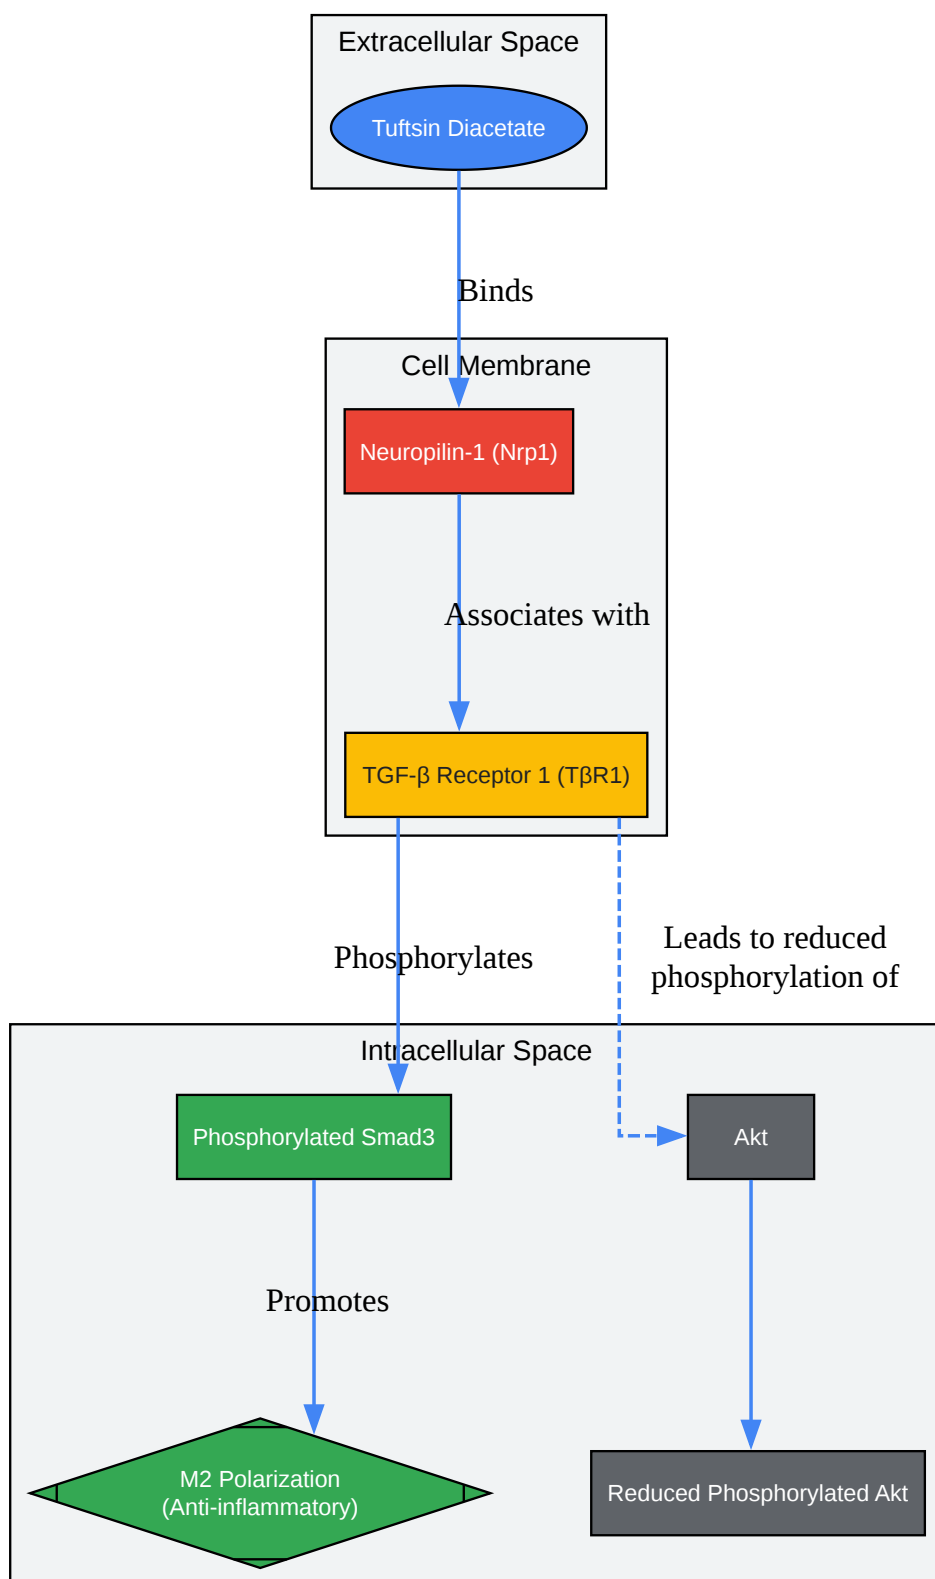 Extracellular Space
Tuftsin Diacetate
Binds
Cell Membrane
Neuropilin-1 (Nrp1)
Associates with
TGF-β Receptor 1 (TβR1)
Phosphorylates
Leads to reduced
phosphorylation of
Intracellular Space
Phosphorylated Smad3
Akt
Promotes
M2 Polarization
(Anti-inflammatory)
Reduced Phosphorylated Akt